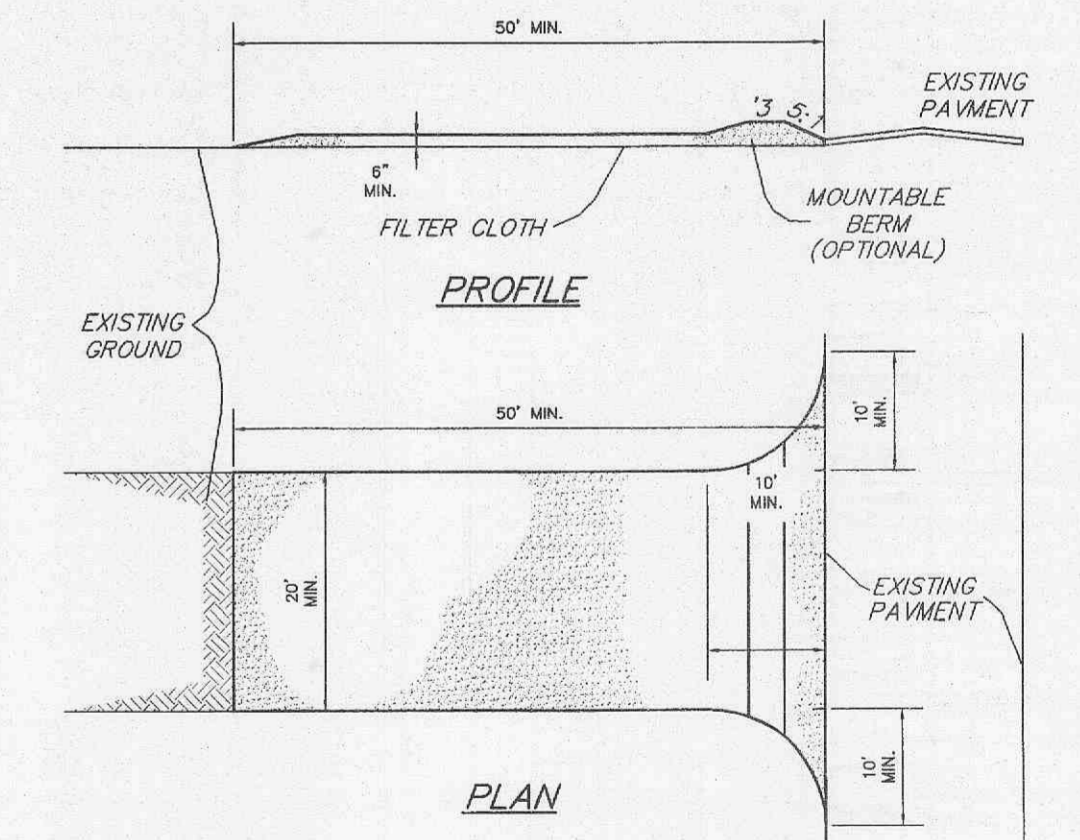 50' MIN.
EXISTING
PAVMENT
'3 5:1
6"
MIN.
FILTER CLOTH
MOUNTABLE
BERM
(OPTIONAL)
PROFILE
EXISTING
GROUND
50' MIN.
10'
MIN.
10'
MIN.
20'
MIN.
EXISTING
PAVMENT
10'
MIN.
PLAN